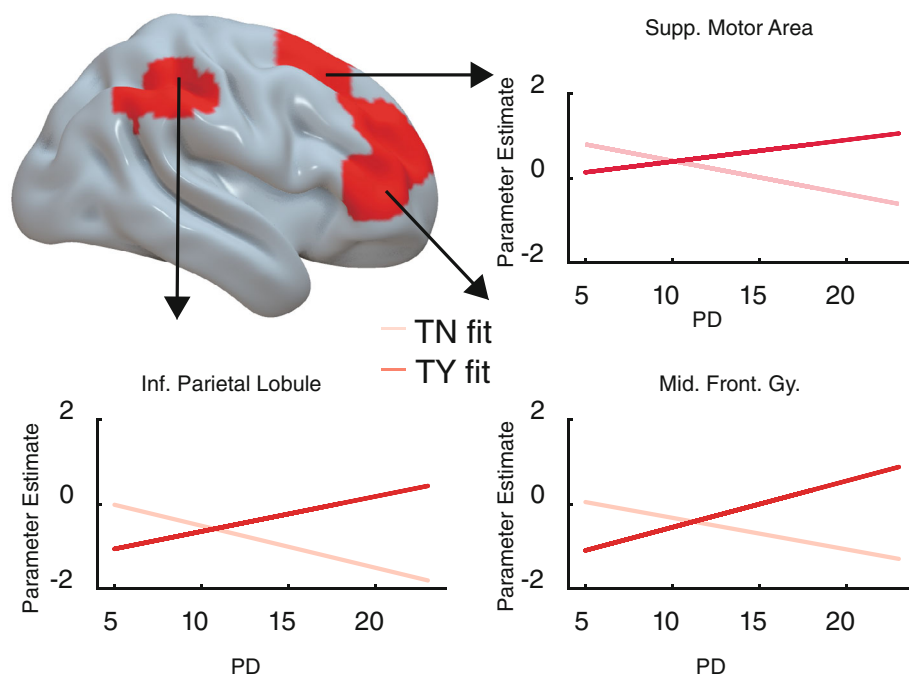 Supp. Motor Area
Parameter Estimate
2
0
-2
5 10 15 20
PD
TN fit
TY fit
Inf. Parietal Lobule
Parameter Estimate
2
0
-2
5 10 15 20
PD
Mid. Front. Gy.
Parameter Estimate
2
0
-2
5 10 15 20
PD